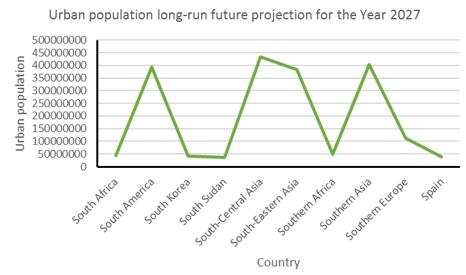 Urban population long-run future projection for the Year 2027
Urban population
500000000
450000000
400000000
350000000
300000000
250000000
200000000
150000000
100000000
50000000
0
South Africa
South America
South Korea
South Sudan
South-Central Asia
South-Eastern Asia
Southern Africa
Southern Asia
Southern Europe
Spain
Country